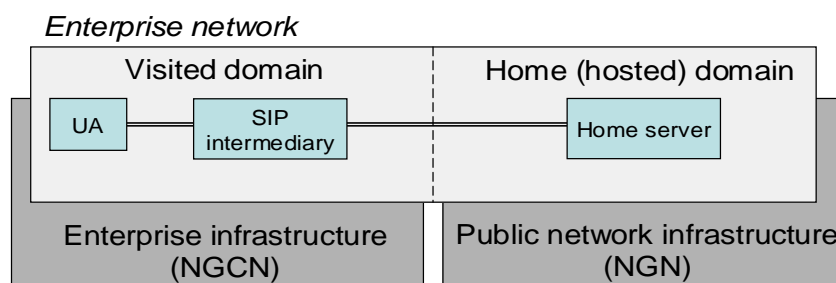 Enterprise network
Visited domain
Home (hosted) domain
UA
SIP
intermediary
Home server
Enterprise infrastructure
(NGCN)
Public network infrastructure
(NGN)